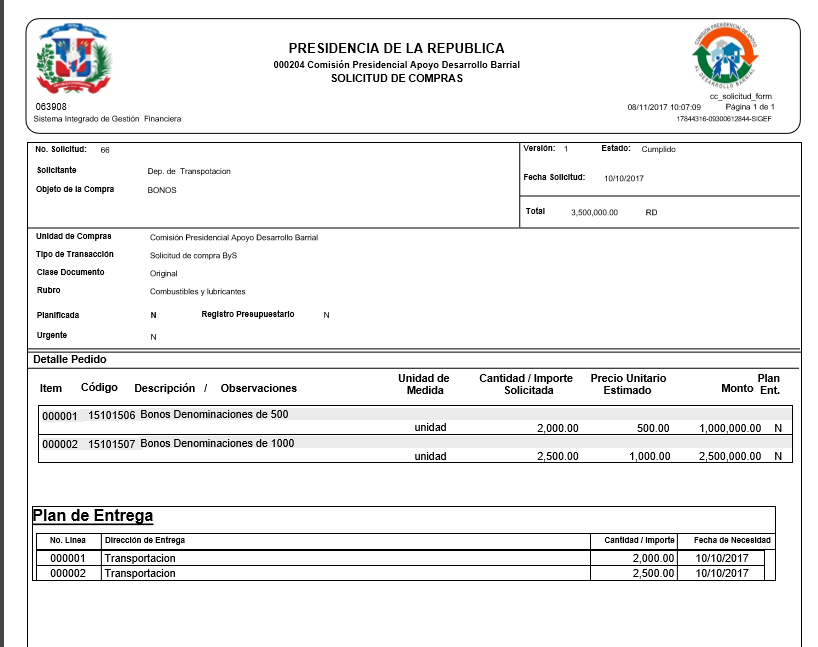 PRESIDENCIA DE LA REPUBLICA
000204 Comisión Presidencial Apoyo Desarrollo Barrial
SOLICITUD DE COMPRAS
COMISIÓN PRESIDENCIAL DE APOYO
AL DESARROLLO BARRIAL
cc_solicitud_form
063908
08/11/2017 10:07:09 Página 1 de 1
Sistema Integrado de Gestión Financiera
17844316-09300612844-SIGEF
No. Solicitud: 66
Versión: 1 Estado: Cumplido
Solicitante Dep. de Transpotacion
Fecha Solicitud: 10/10/2017
Objeto de la Compra BONOS
Total 3,500,000.00 RD
Unidad de Compras Comisión Presidencial Apoyo Desarrollo Barrial
Tipo de Transacción Solicitud de compra ByS
Clase Documento Original
Rubro Combustibles y lubricantes
Planificada N Registro Presupuestario N
Urgente N
Detalle Pedido
Item Código Descripción / Observaciones Unidad de Medida Cantidad / Importe Solicitada Precio Unitario Estimado Monto Plan Ent.
000001 15101506 Bonos Denominaciones de 500
unidad 2,000.00 500.00 1,000,000.00 N
000002 15101507 Bonos Denominaciones de 1000
unidad 2,500.00 1,000.00 2,500,000.00 N
Plan de Entrega
No. Linea Dirección de Entrega Cantidad / Importe Fecha de Necesidad
000001 Transportacion 2,000.00 10/10/2017
000002 Transportacion 2,500.00 10/10/2017